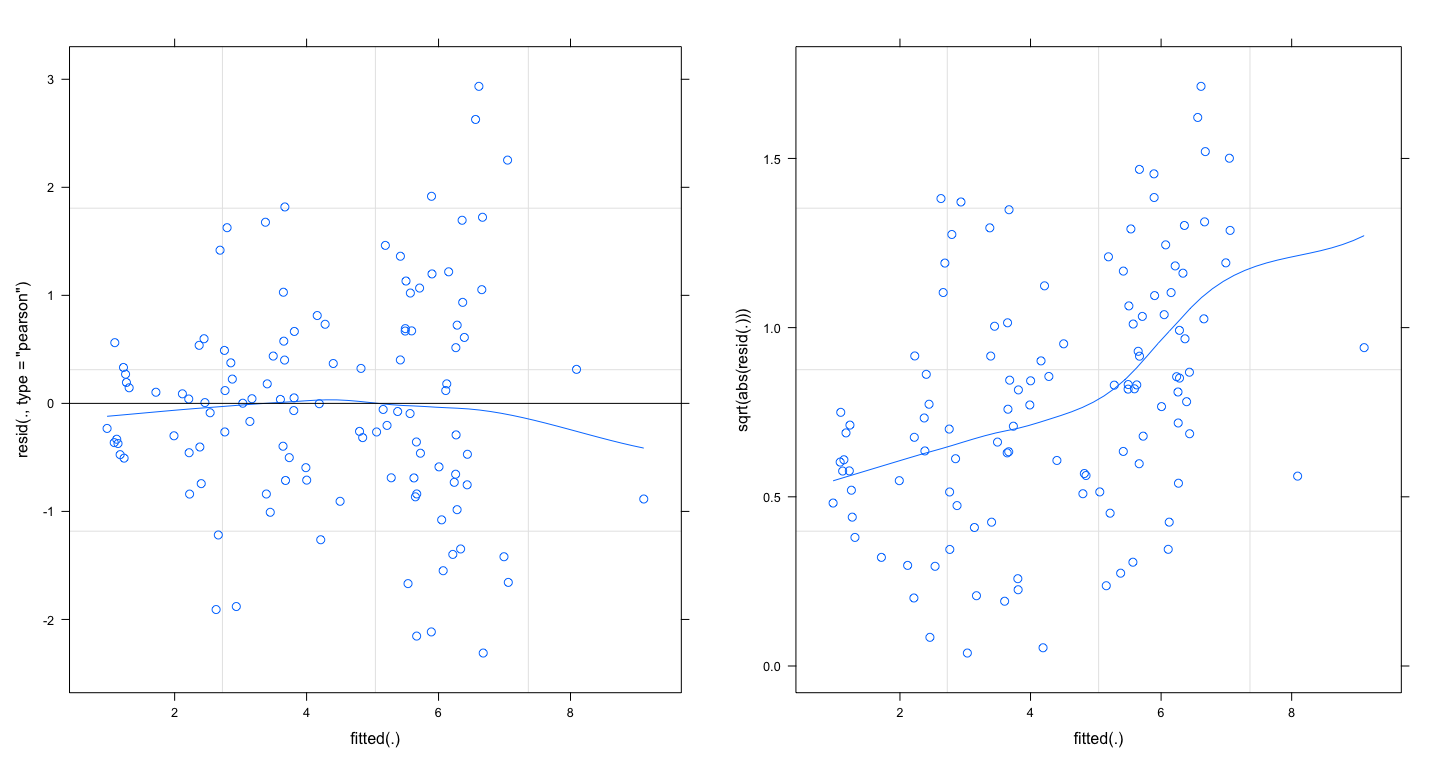 3
2
1
0
-1
-2
resid(., type = "pearson")
2 4 6 8
fitted(.)
1.5
1.0
0.5
0.0
sqrt(abs(resid(.)))
2 4 6 8
fitted(.)